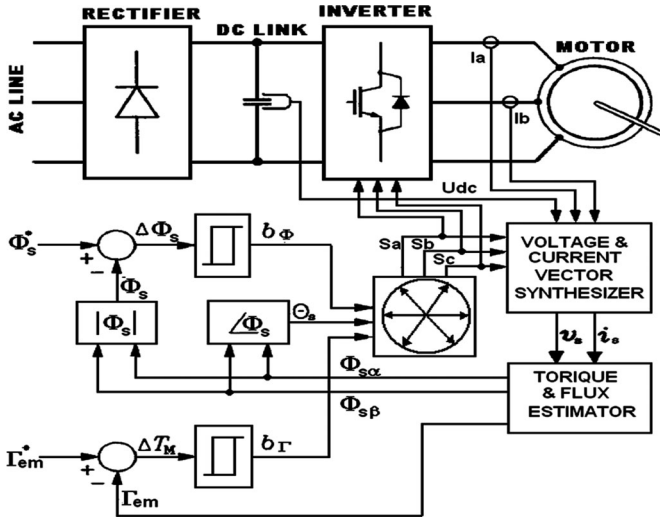 RECTIFIER
INVERTER
DC LINK
MOTOR
AC LINE
Ia
Ib
Udc
Φs*
ΔΦs
bΦ
Sa
Sb
Sc
VOLTAGE &
CURRENT
VECTOR
SYNTHESIZER
+
−
Φs
|Φs|
∠Φs
Θs
vs
is
Φsα
Φsβ
TORIQUE
& FLUX
ESTIMATOR
Γem*
ΔTM
bΓ
+
−
Γem